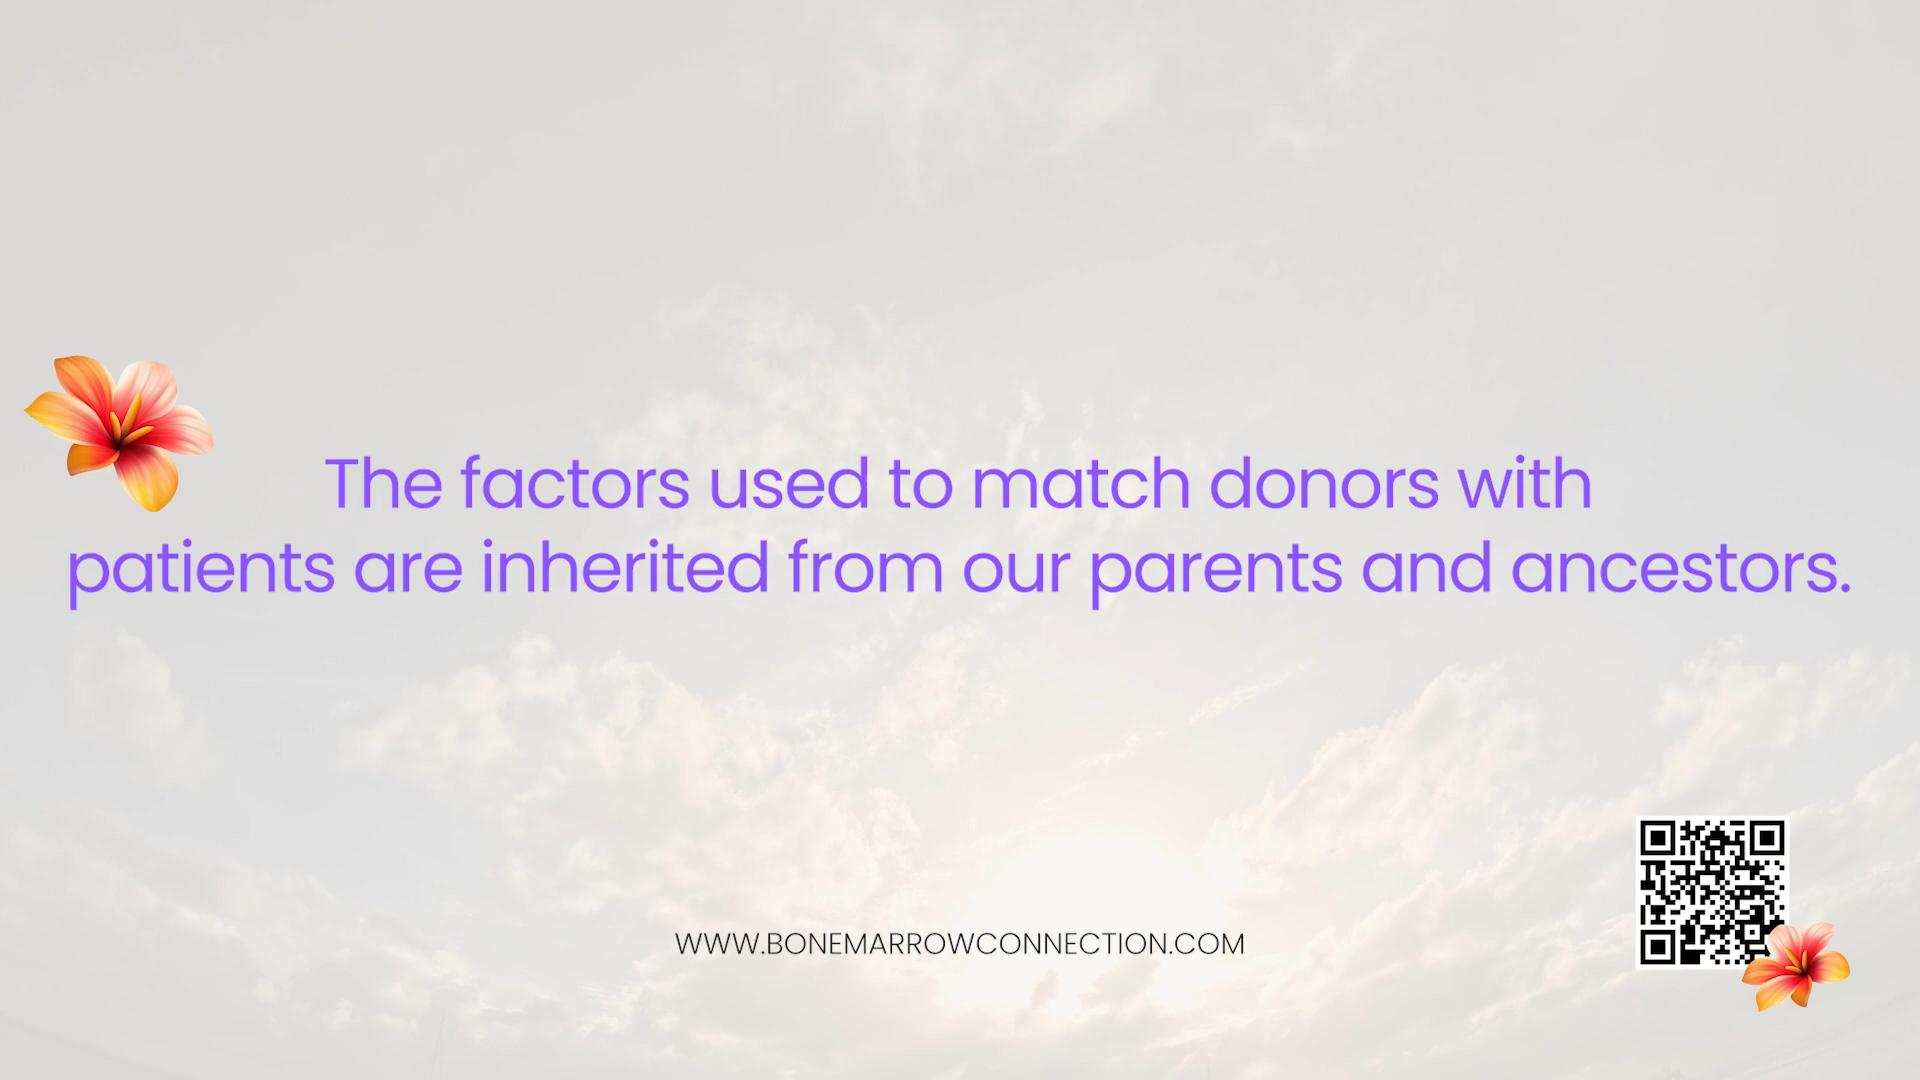 The factors used to match donors with
patients are inherited from our parents and ancestors.
WWW.BONEMARROWCONNECTION.COM